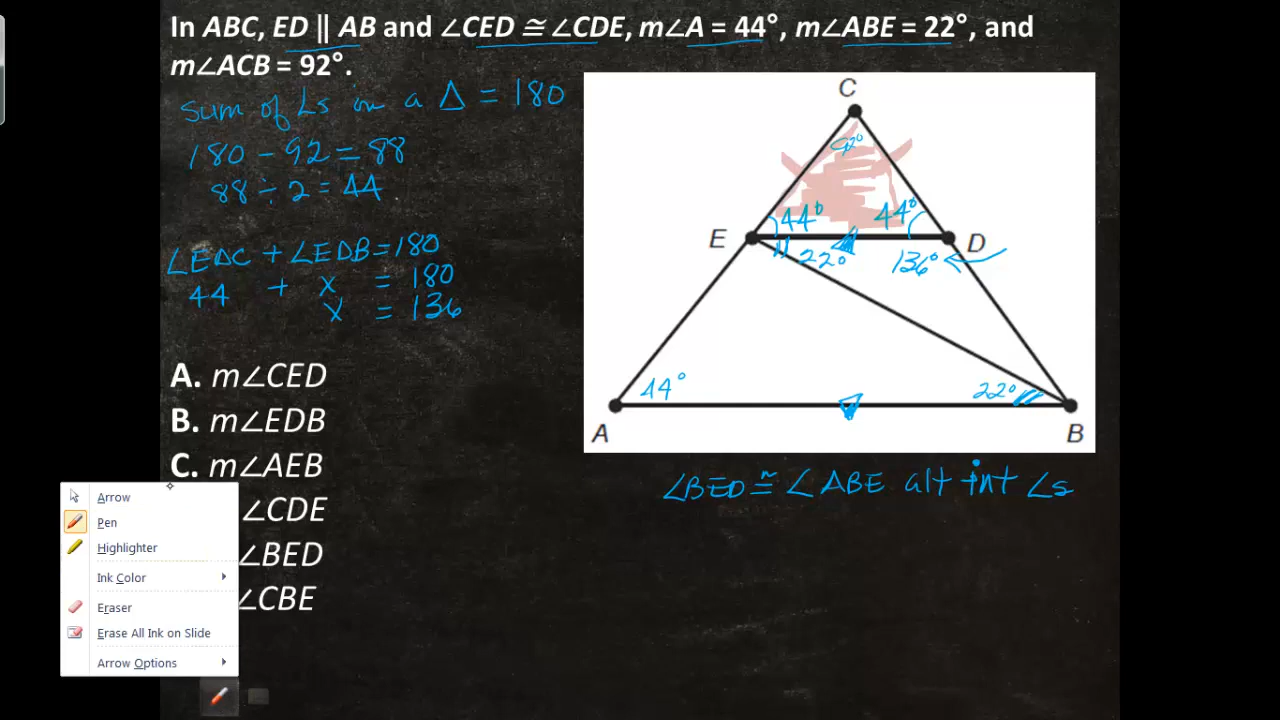 In ABC, ED ∥ AB and ∠CED ≅ ∠CDE, m∠A = 44°, m∠ABE = 22°, and
m∠ACB = 92°.
Sum of ∠s in a Δ = 180
180 - 92 = 88
88 ÷ 2 = 44
∠EDC + ∠EDB = 180
44 + x = 180
x = 136
C
92°
44° 44°
E D
22° 136°
44° 22°
A B
∠BED ≅ ∠ABE alt int ∠s
A. m∠CED
B. m∠EDB
C. m∠AEB
∠CDE
∠BED
∠CBE
Arrow
Pen
Highlighter
Ink Color
Eraser
Erase All Ink on Slide
Arrow Options